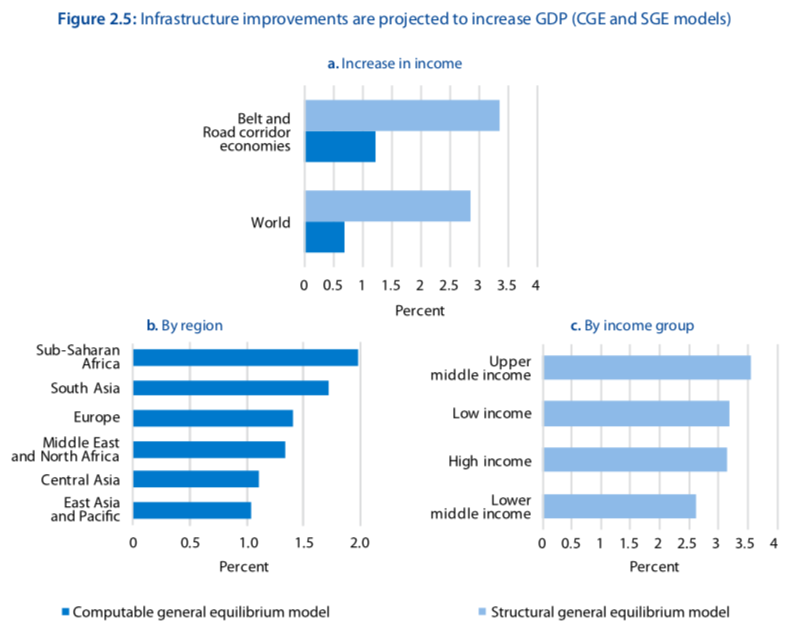 Figure 2.5: Infrastructure improvements are projected to increase GDP (CGE and SGE models)
a. Increase in income
Belt and
Road corridor
economies
World
0 0.5 1 1.5 2 2.5 3 3.5 4
Percent
b. By region
Sub-Saharan
Africa
South Asia
Europe
Middle East
and North Africa
Central Asia
East Asia
and Pacific
0 0.5 1.0 1.5 2.0
Percent
c. By income group
Upper
middle income
Low income
High income
Lower
middle income
0 0.5 1 1.5 2 2.5 3 3.5 4
Percent
Computable general equilibrium model
Structural general equilibrium model